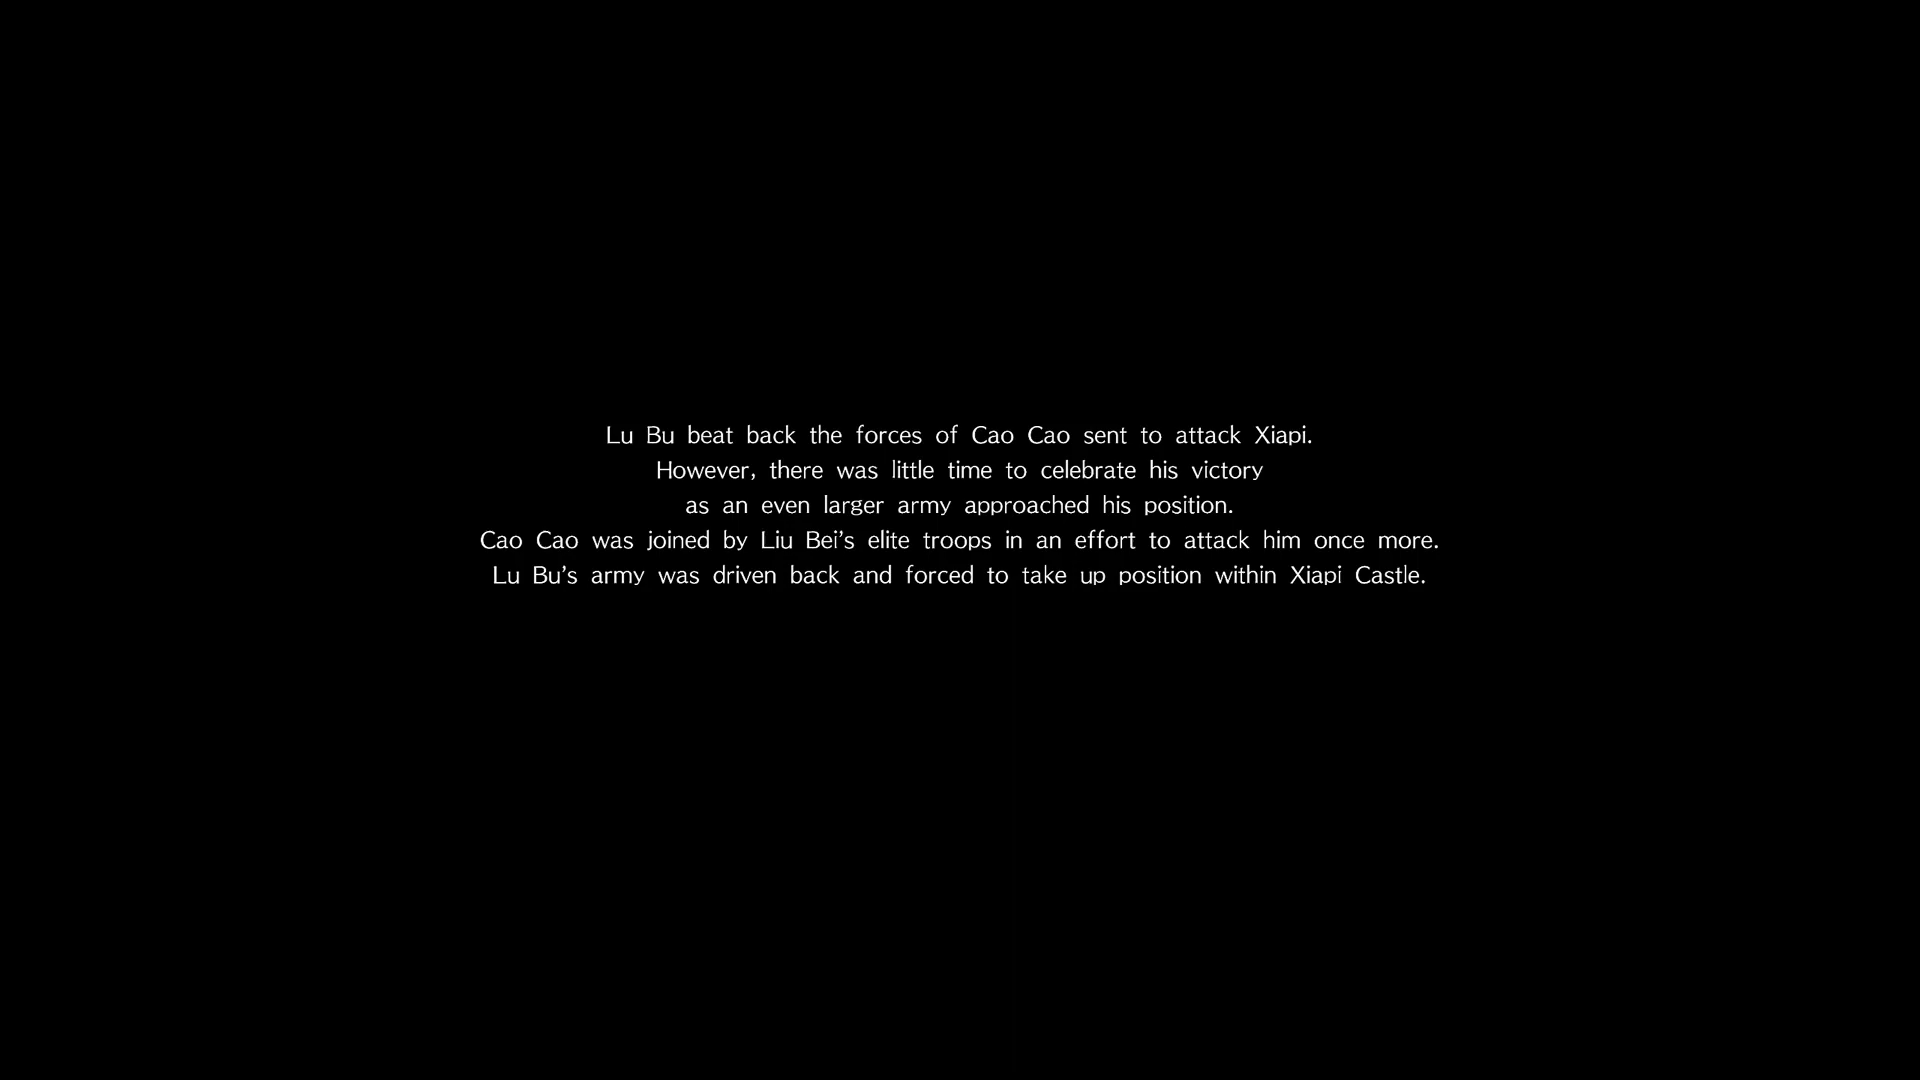 Lu Bu beat back the forces of Cao Cao sent to attack Xiapi.
However, there was little time to celebrate his victory
as an even larger army approached his position.
Cao Cao was joined by Liu Bei’s elite troops in an effort to attack him once more.
Lu Bu’s army was driven back and forced to take up position within Xiapi Castle.